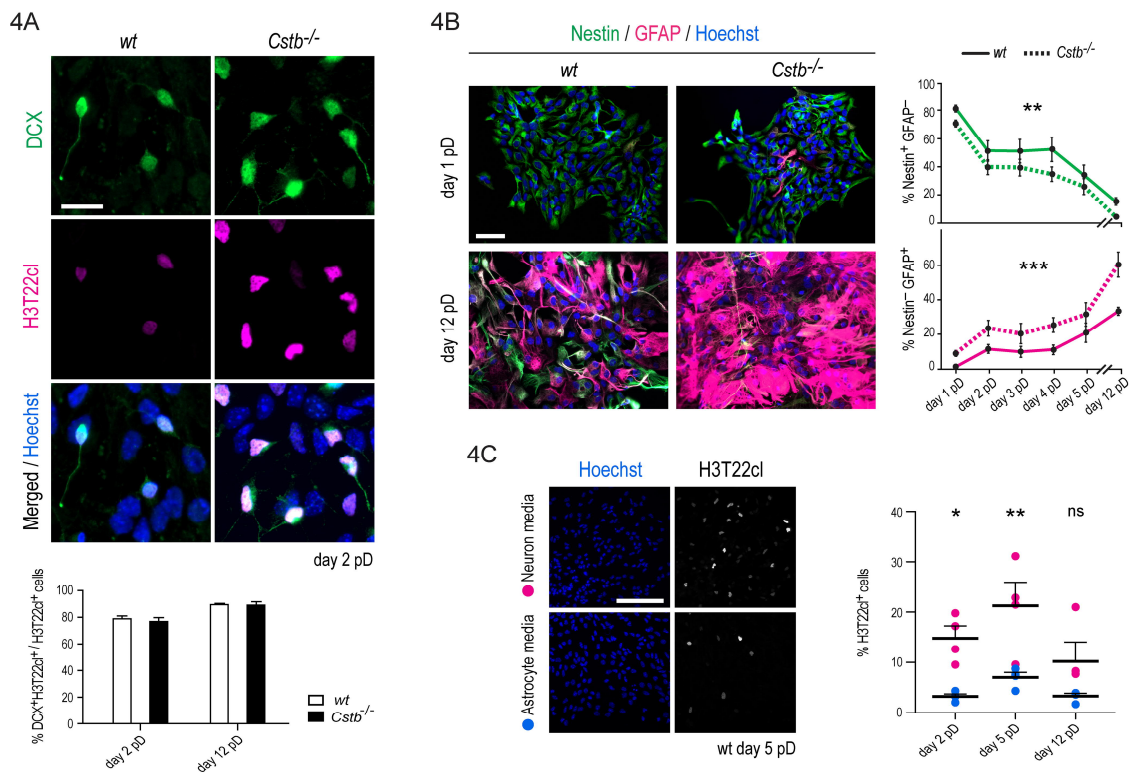 4A
wt
Cstb-/-
DCX
H3T22cl
Merged / Hoechst
day 2 pD
% DCX+H3T22cl+ / H3T22cl+ cells
100
80
60
40
20
0
day 2 pD
day 12 pD
wt
Cstb-/-
4B
Nestin / GFAP / Hoechst
wt
Cstb-/-
day 1 pD
day 12 pD
wt
Cstb-/-
% Nestin+ GFAP–
100
80
60
40
20
0
**
% Nestin– GFAP+
80
60
40
20
0
***
day 1 pD
day 2 pD
day 3 pD
day 4 pD
day 5 pD
day 12 pD
4C
Hoechst
H3T22cl
Neuron media
Astrocyte media
wt day 5 pD
% H3T22cl+ cells
40
30
20
10
0
*
**
ns
day 2 pD
day 5 pD
day 12 pD